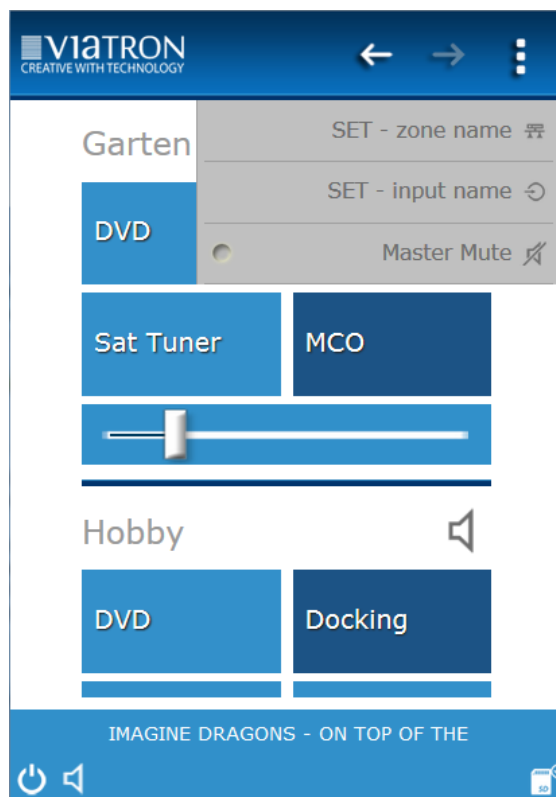 VIATRON
CREATIVE WITH TECHNOLOGY
Garten
SET - zone name
SET - input name
Master Mute
DVD
Sat Tuner
MCO
Hobby
DVD
Docking
IMAGINE DRAGONS - ON TOP OF THE
SD